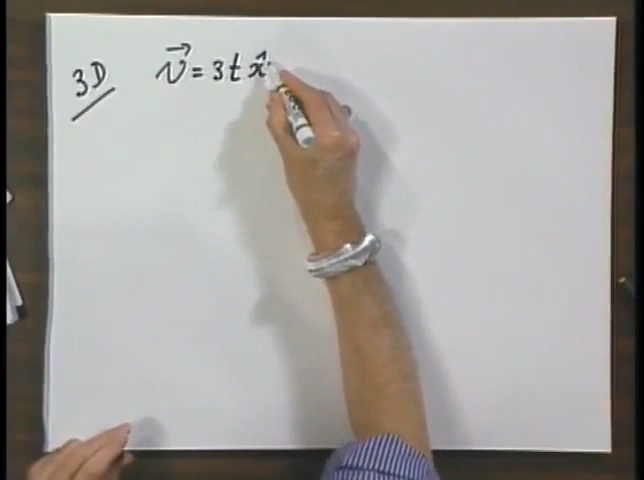 3D v⃗ = 3t x̂